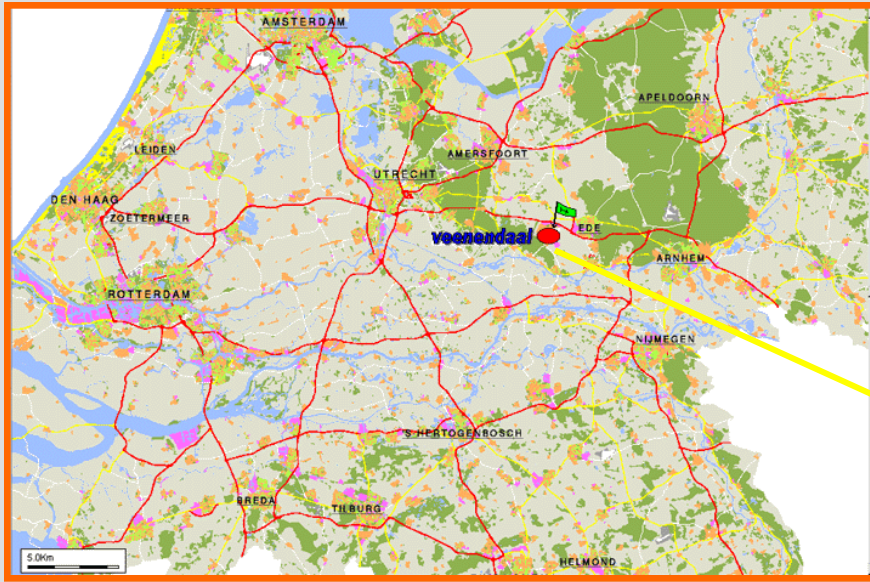 AMSTERDAM
APELDOORN
LEIDEN
AMERSFOORT
UTRECHT
DEN HAAG
ZOETERMEER
EDE
veenendaal
ARNHEM
ROTTERDAM
NIJMEGEN
S HERTOGENBOSCH
BREDA
TILBURG
5.0Km
HELMOND